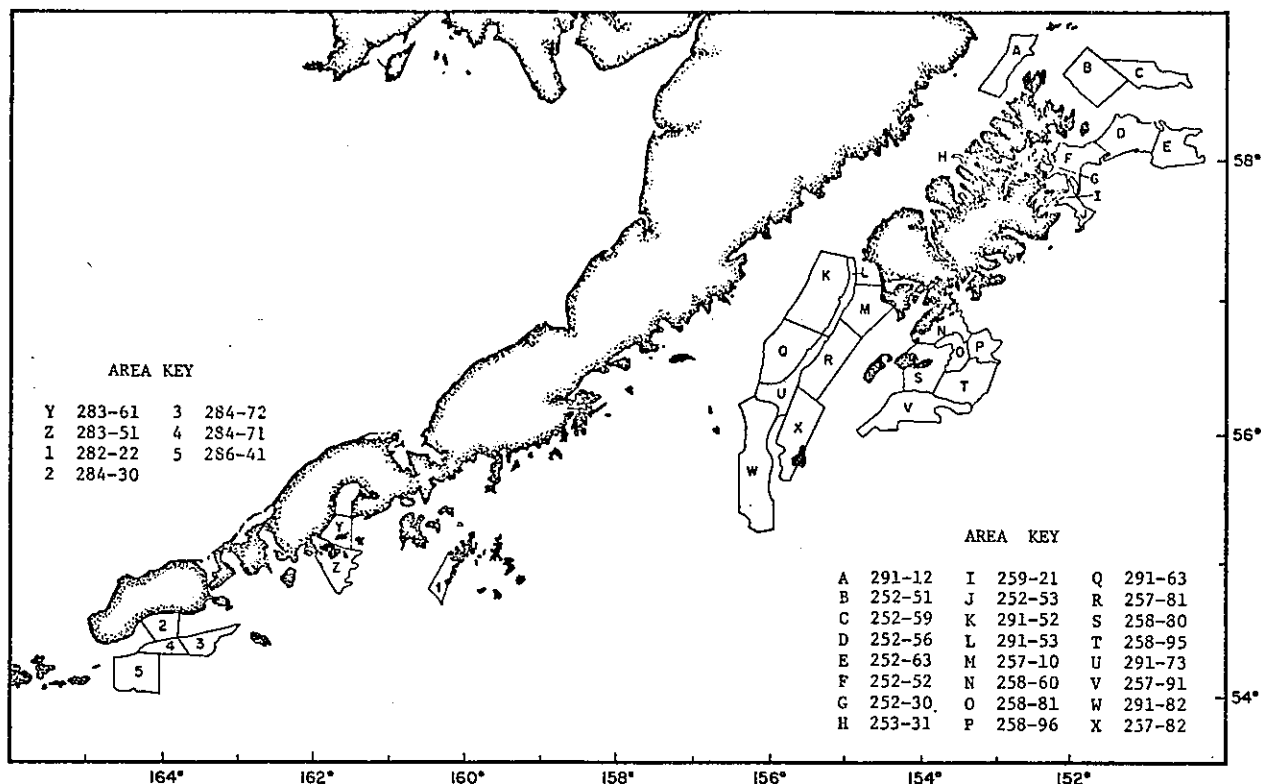 A
B
C
D
E
F
G
H
I
J
58°
K
L
M
N
O
P
Q
R
S
T
U
V
W
X
56°
Y
Z
1
2
3
4
5
54°
AREA KEY
Y 283-61 3 284-72
Z 283-51 4 284-71
1 282-22 5 286-41
2 284-30
AREA KEY
A 291-12 I 259-21 Q 291-63
B 252-51 J 252-53 R 257-81
C 252-59 K 291-52 S 258-80
D 252-56 L 291-53 T 258-95
E 252-63 M 257-10 U 291-73
F 252-52 N 258-60 V 257-91
G 252-30 O 258-81 W 291-82
H 253-31 P 258-96 X 237-82
164° 162° 160° 158° 156° 154° 152°